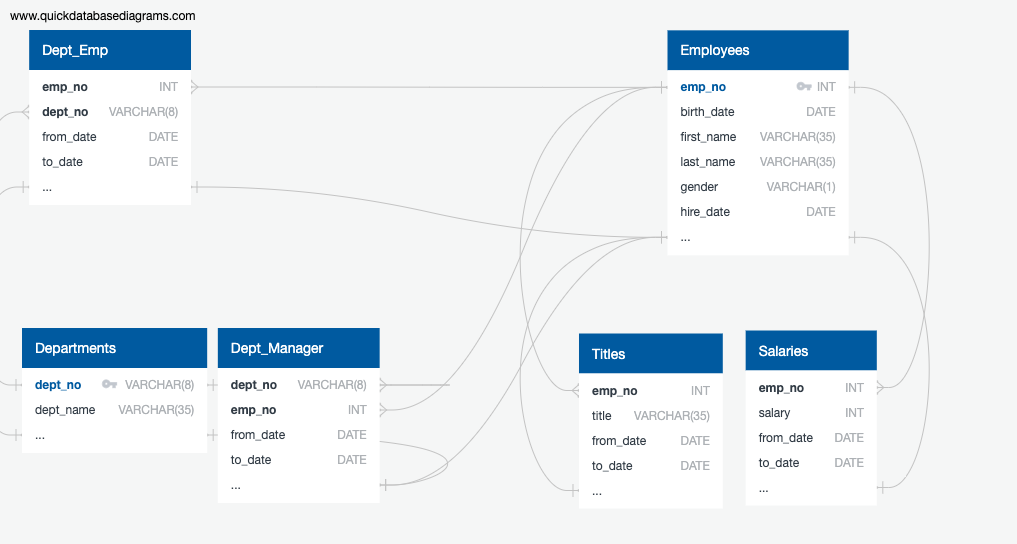 www.quickdatabasediagrams.com
Dept_Emp
emp_no INT
dept_no VARCHAR(8)
from_date DATE
to_date DATE
...
Employees
emp_no INT
birth_date DATE
first_name VARCHAR(35)
last_name VARCHAR(35)
gender VARCHAR(1)
hire_date DATE
...
Departments
dept_no VARCHAR(8)
dept_name VARCHAR(35)
...
Dept_Manager
dept_no VARCHAR(8)
emp_no INT
from_date DATE
to_date DATE
...
Titles
emp_no INT
title VARCHAR(35)
from_date DATE
to_date DATE
...
Salaries
emp_no INT
salary INT
from_date DATE
to_date DATE
...